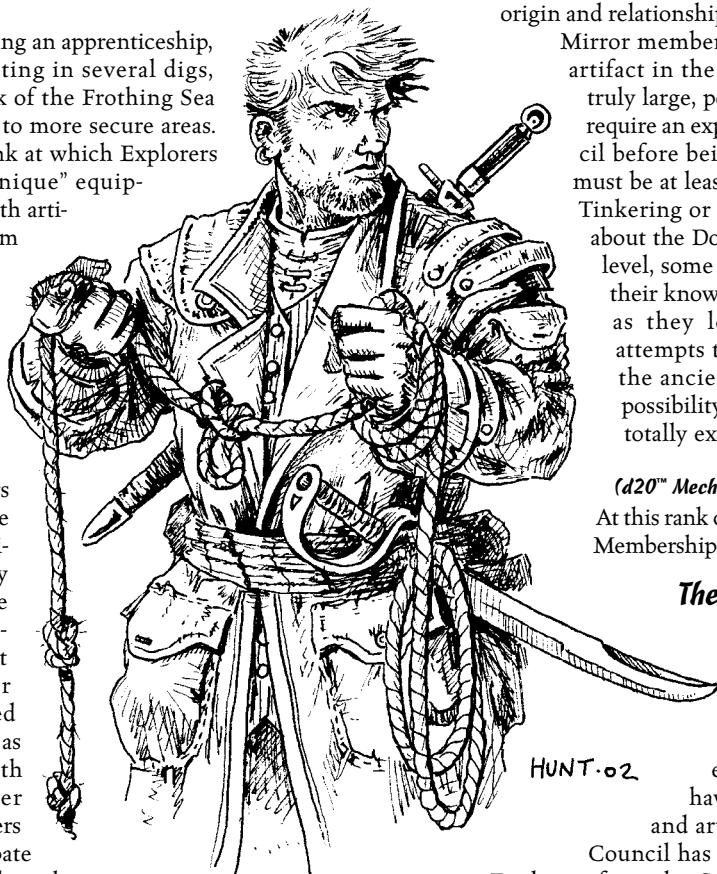 ng an apprenticeship,
ting in several digs,
k of the Frothing Sea
to more secure areas.
nk at which Explorers
nique” equip-
th arti-
m
rs
e
i-
y
e
-
t
r
ed
as
th
er
ers
pate
origin and relationship
Mirror member
artifact in the
truly large, p
require an exp
cil before bei
must be at leas
Tinkering or
about the Do
level, some
their know
as they l
attempts t
the ancie
possibility
totally ex
(d20™ Mech
At this rank
Membership
The
e
hav
and ar
Council has
HUNT·02